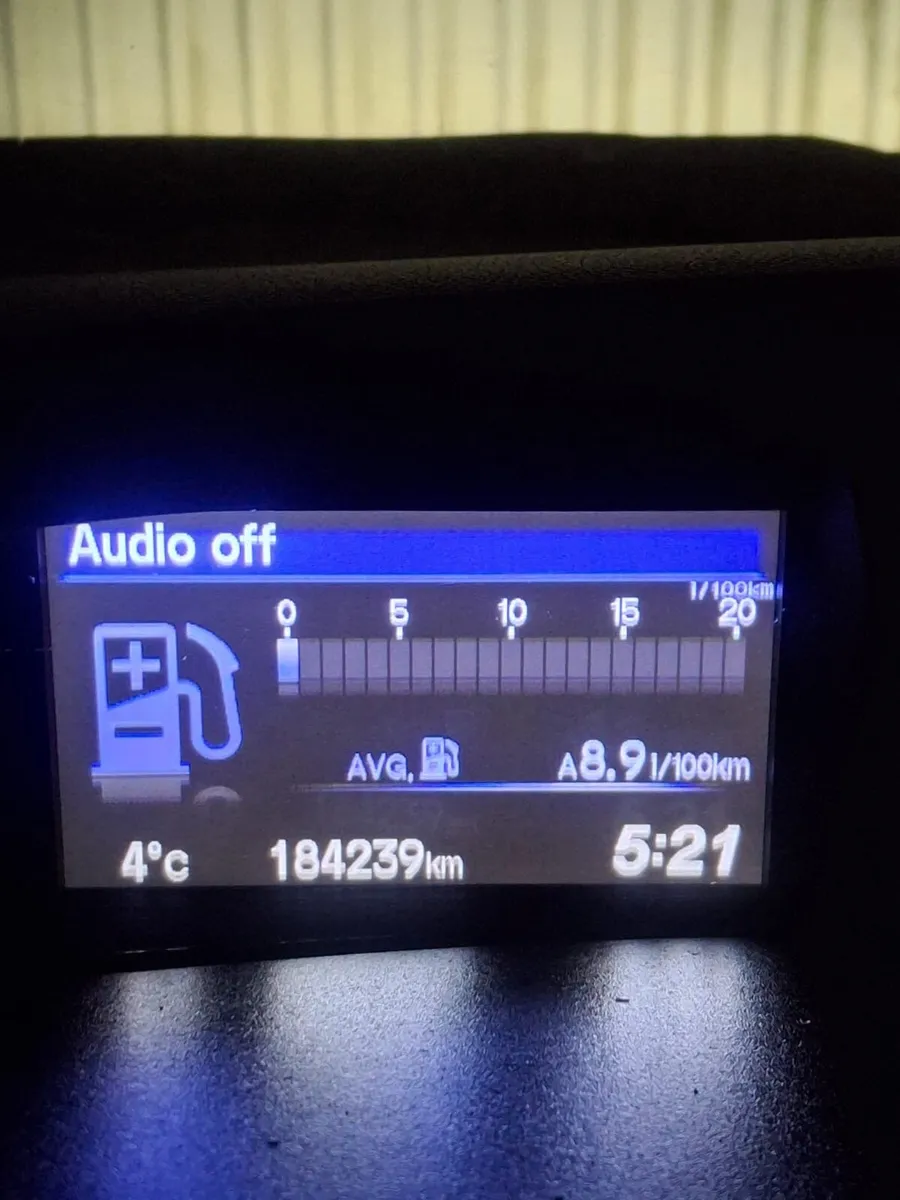 Audio off
l/100km
0 5 10 15 20
AVG. A8.9 l/100km
4°C 184239km 5:21